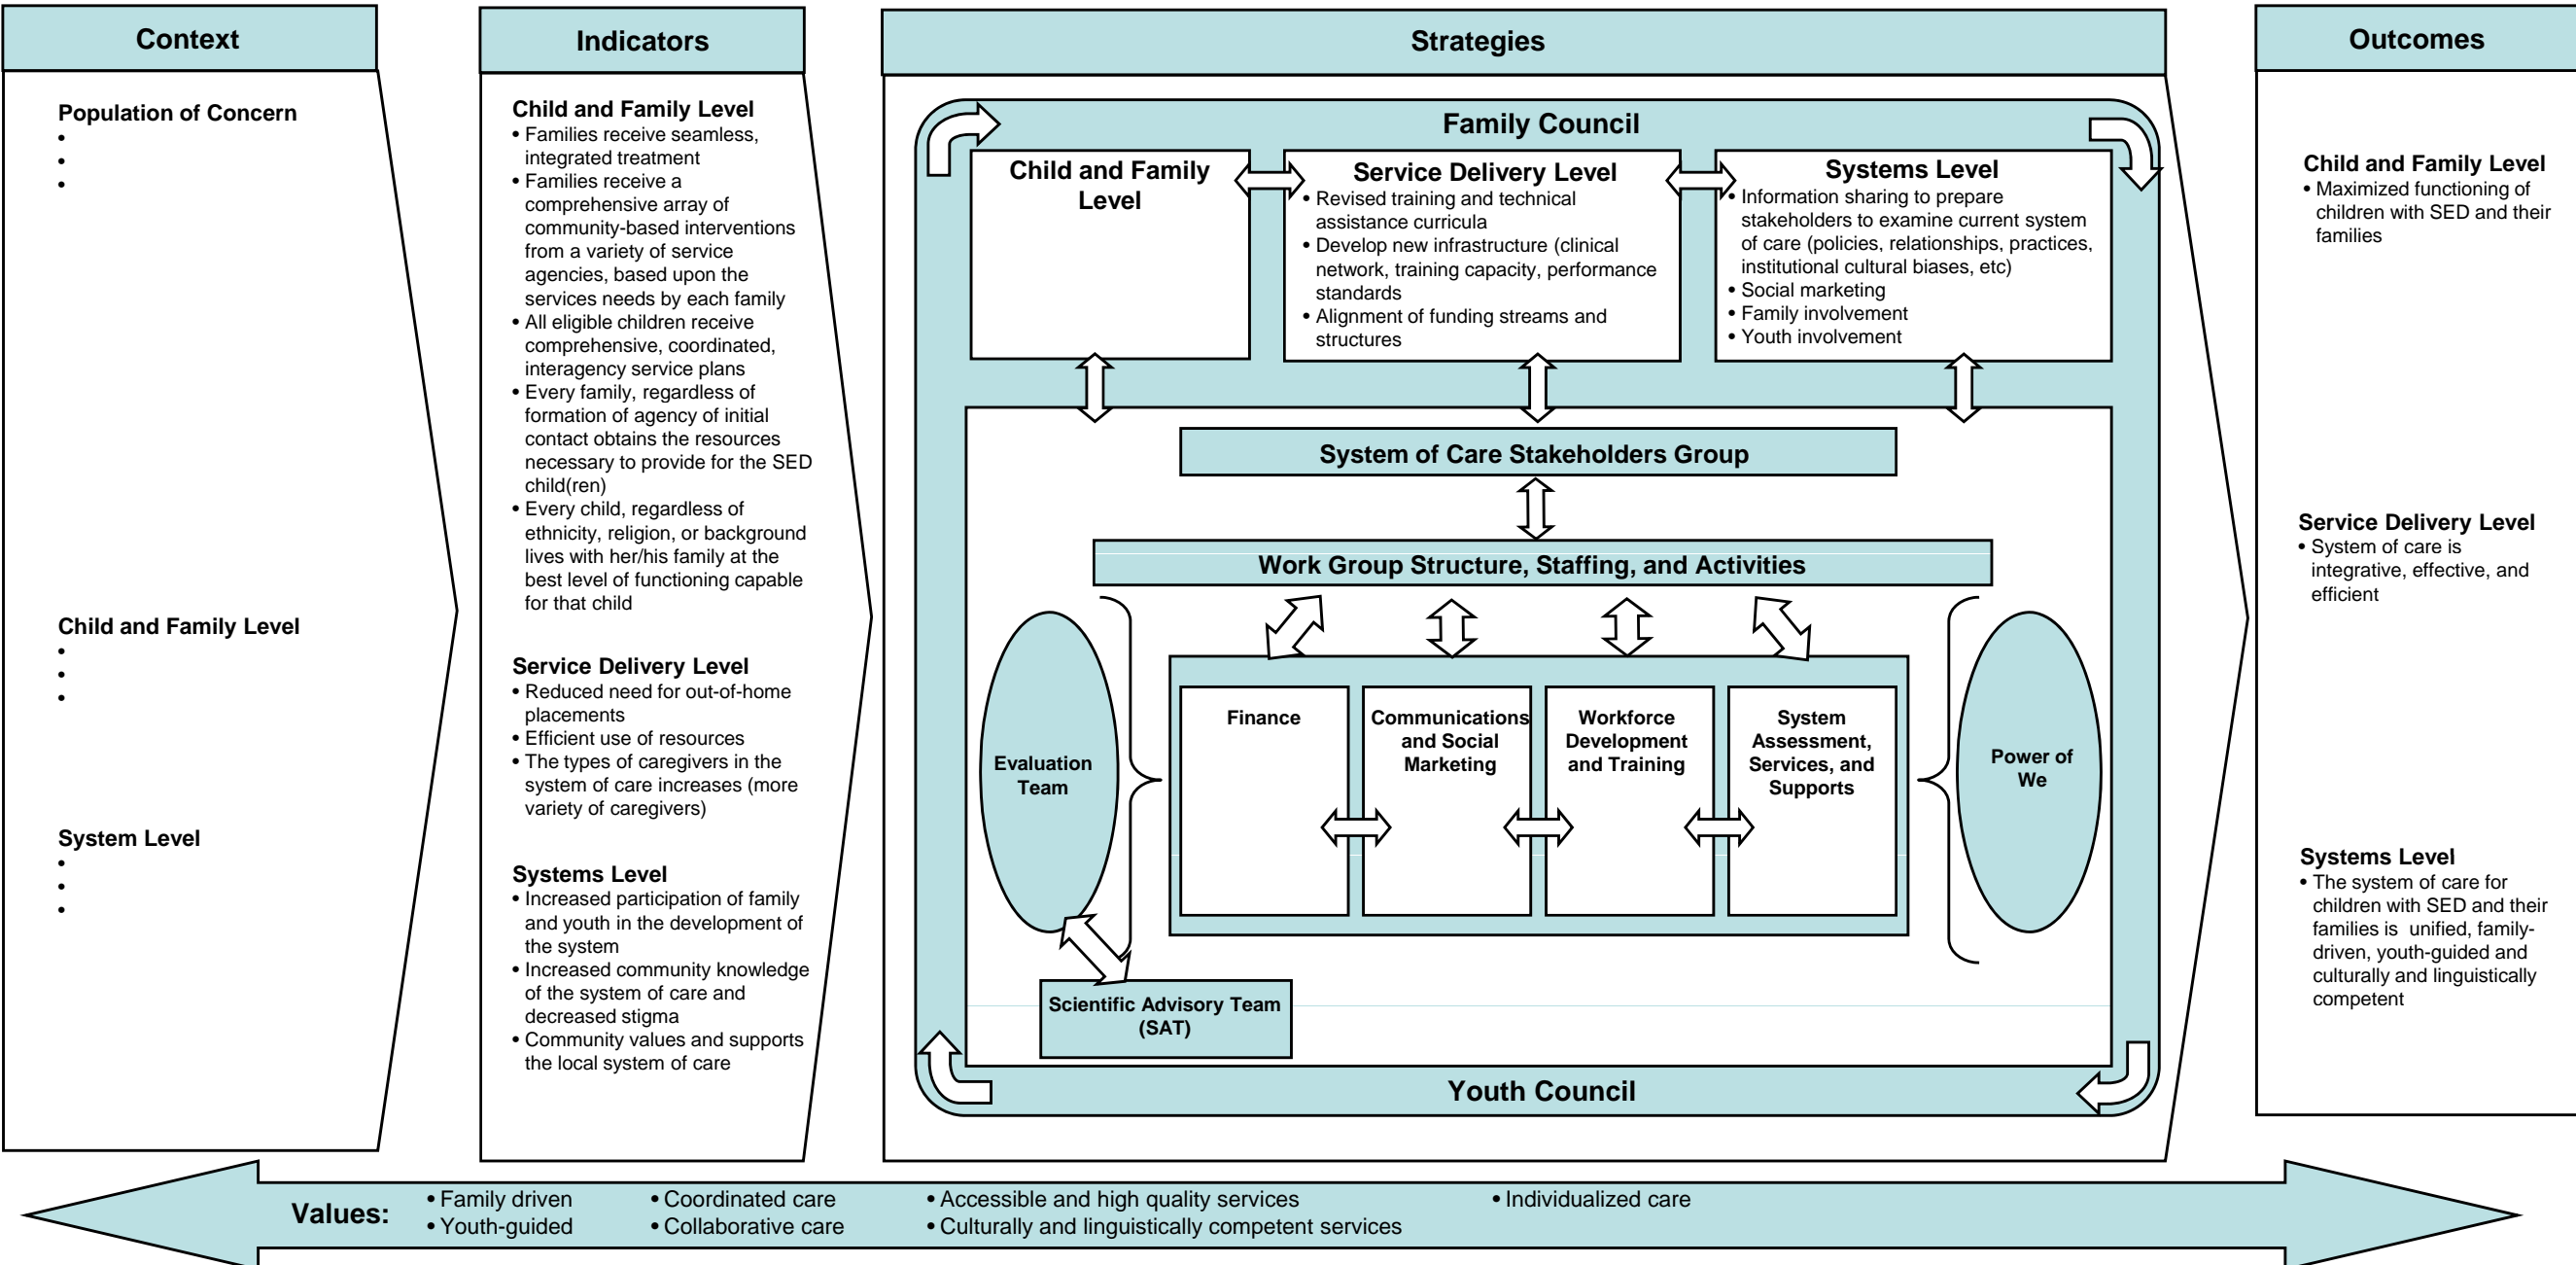 Context
Population of Concern
•
•
•
Child and Family Level
•
•
•
System Level
•
•
•
Indicators
Child and Family Level
• Families receive seamless,
integrated treatment
• Families receive a
comprehensive array of
community-based interventions
from a variety of service
agencies, based upon the
services needs by each family
• All eligible children receive
comprehensive, coordinated,
interagency service plans
• Every family, regardless of
formation of agency of initial
contact obtains the resources
necessary to provide for the SED
child(ren)
• Every child, regardless of
ethnicity, religion, or background
lives with her/his family at the
best level of functioning capable
for that child
Service Delivery Level
• Reduced need for out-of-home
placements
• Efficient use of resources
• The types of caregivers in the
system of care increases (more
variety of caregivers)
Systems Level
• Increased participation of family
and youth in the development of
the system
• Increased community knowledge
of the system of care and
decreased stigma
• Community values and supports
the local system of care
Strategies
Family Council
Child and Family
Level
Service Delivery Level
• Revised training and technical
assistance curricula
• Develop new infrastructure (clinical
network, training capacity, performance
standards
• Alignment of funding streams and
structures
Systems Level
• Information sharing to prepare
stakeholders to examine current system
of care (policies, relationships, practices,
institutional cultural biases, etc)
• Social marketing
• Family involvement
• Youth involvement
System of Care Stakeholders Group
Work Group Structure, Staffing, and Activities
Evaluation
Team
Finance
Communications
and Social
Marketing
Workforce
Development
and Training
System
Assessment,
Services, and
Supports
Power of
We
Scientific Advisory Team
(SAT)
Youth Council
Outcomes
Child and Family Level
• Maximized functioning of
children with SED and their
families
Service Delivery Level
• System of care is
integrative, effective, and
efficient
Systems Level
• The system of care for
children with SED and their
families is unified, family-
driven, youth-guided and
culturally and linguistically
competent
Values:
• Family driven
• Youth-guided
• Coordinated care
• Collaborative care
• Accessible and high quality services
• Culturally and linguistically competent services
• Individualized care